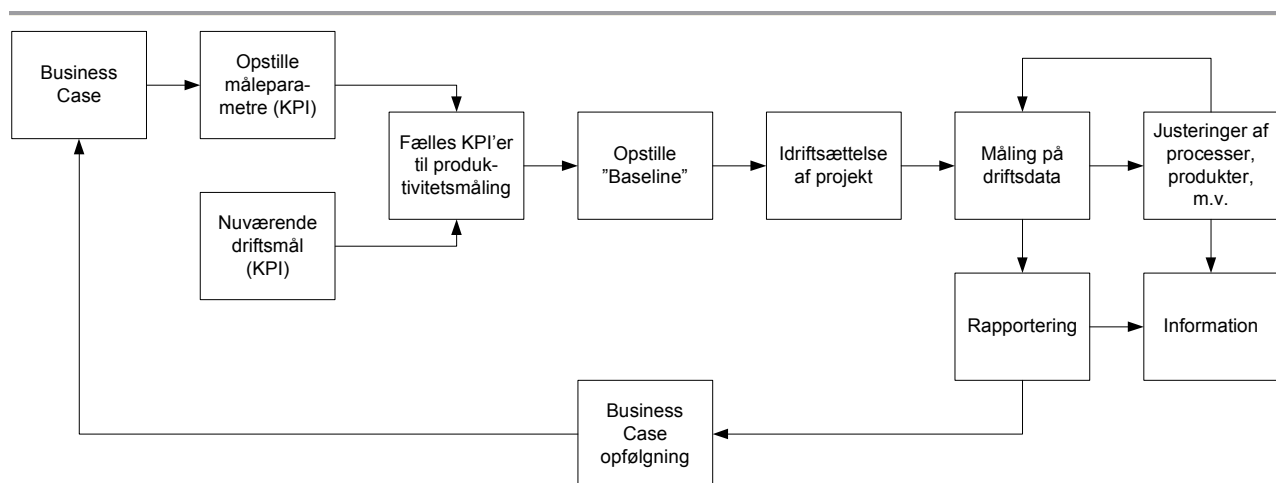 Business
Case
Opstille
målepara-
metre (KPI)
Nuværende
driftsmål
(KPI)
Fælles KPI’er
til produk-
tivitetsmåling
Opstille
”Baseline”
Idriftsættelse
af projekt
Måling på
driftsdata
Justeringer af
processer,
produkter,
m.v.
Rapportering
Information
Business
Case
opfølgning